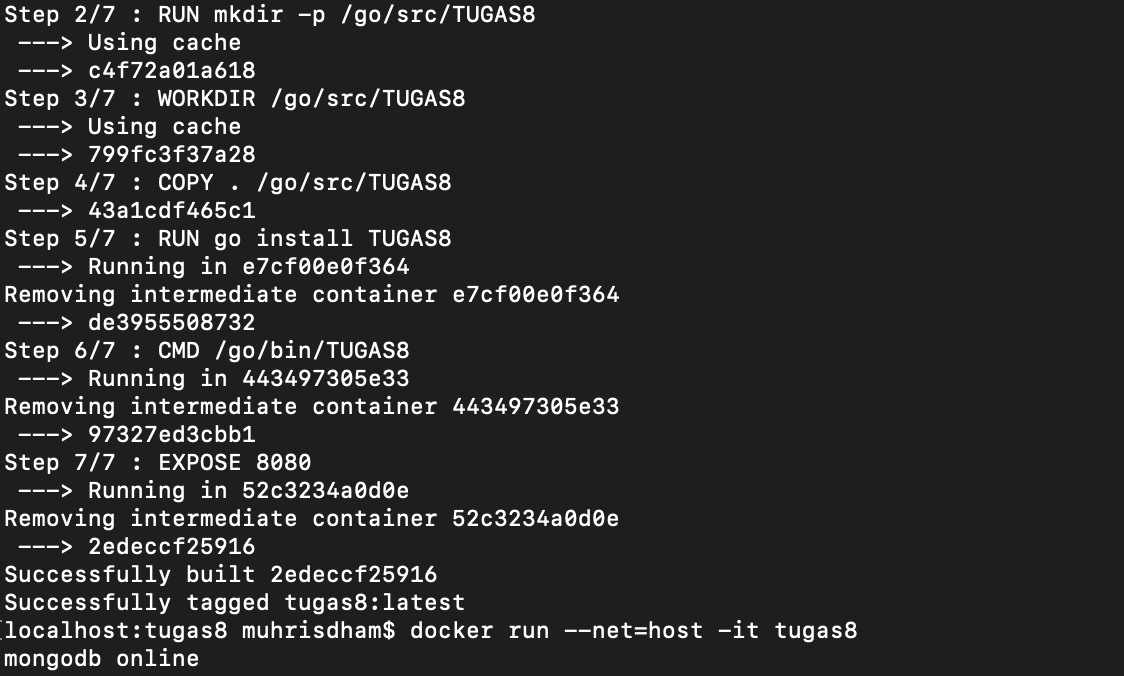 Step 2/7 : RUN mkdir -p /go/src/TUGAS8
---> Using cache
---> c4f72a01a618
Step 3/7 : WORKDIR /go/src/TUGAS8
---> Using cache
---> 799fc3f37a28
Step 4/7 : COPY . /go/src/TUGAS8
---> 43a1cdf465c1
Step 5/7 : RUN go install TUGAS8
---> Running in e7cf00e0f364
Removing intermediate container e7cf00e0f364
---> de3955508732
Step 6/7 : CMD /go/bin/TUGAS8
---> Running in 443497305e33
Removing intermediate container 443497305e33
---> 97327ed3cbb1
Step 7/7 : EXPOSE 8080
---> Running in 52c3234a0d0e
Removing intermediate container 52c3234a0d0e
---> 2edeccf25916
Successfully built 2edeccf25916
Successfully tagged tugas8:latest
[localhost:tugas8 muhrisdham$ docker run --net=host -it tugas8
mongodb online